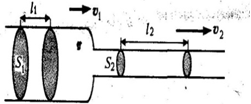 l₁ v₁ l₂ v₂
S₁ S₂